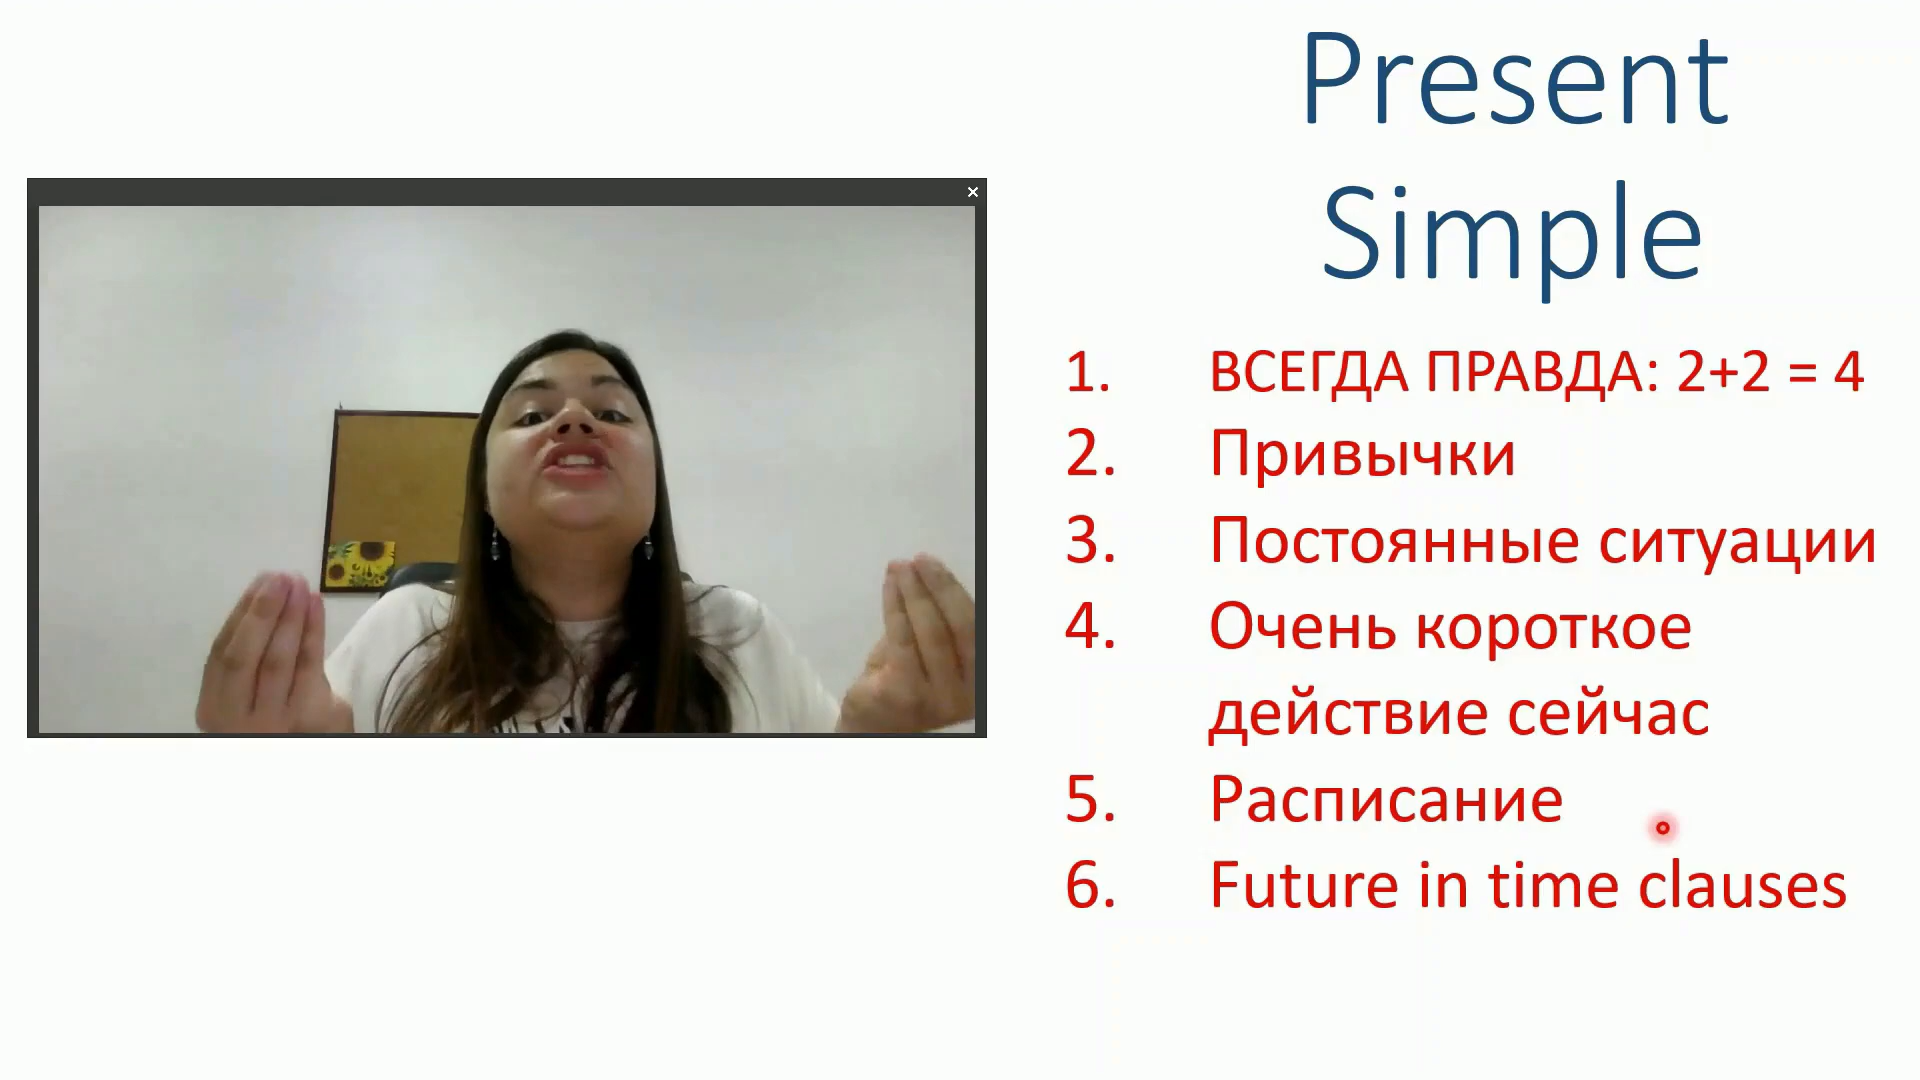 Present
Simple
1. ВСЕГДА ПРАВДА: 2+2 = 4
2. Привычки
3. Постоянные ситуации
4. Очень короткое
действие сейчас
5. Расписание
6. Future in time clauses